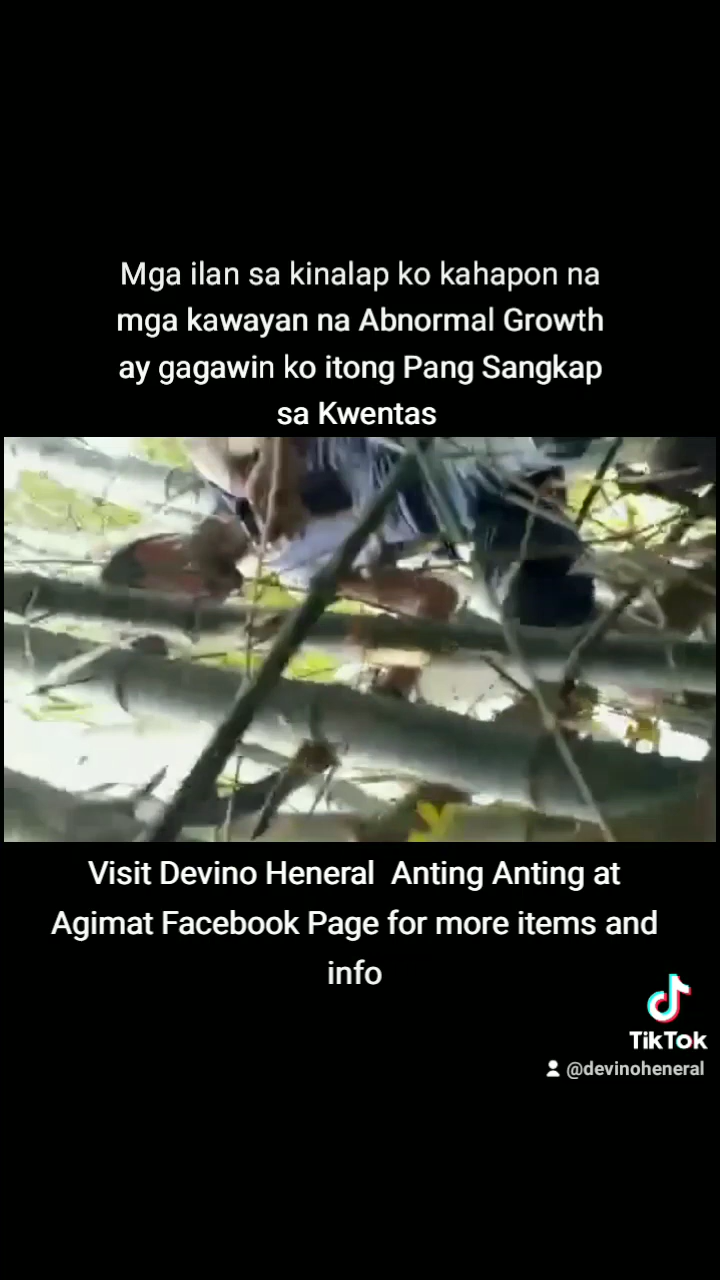 Mga ilan sa kinalap ko kahapon na
mga kawayan na Abnormal Growth
ay gagawin ko itong Pang Sangkap
sa Kwentas
Visit Devino Heneral Anting Anting at
Agimat Facebook Page for more items and
info
TikTok
@devinoheneral